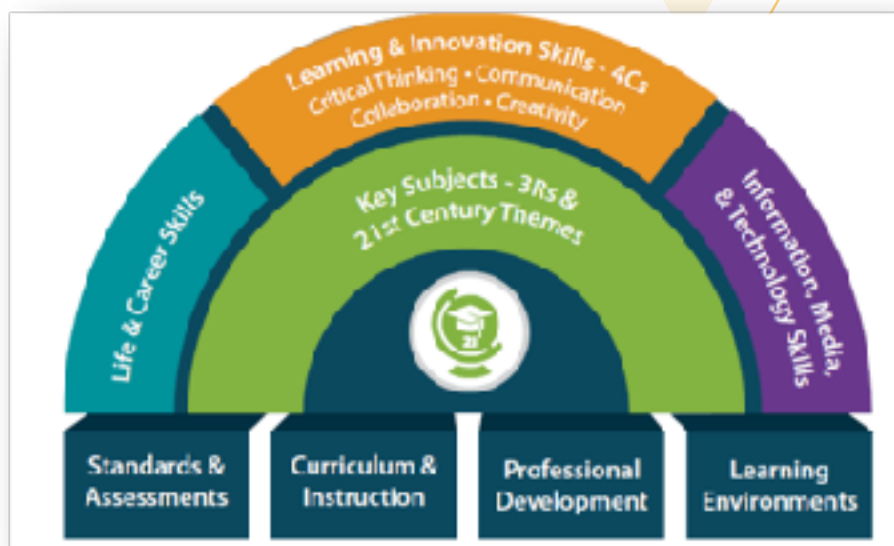 Learning & Innovation Skills - 4Cs
Critical Thinking • Communication
Collaboration • Creativity
Life & Career Skills
Key Subjects - 3Rs &
21st Century Themes
Information, Media,
& Technology Skills
21
Standards &
Assessments
Curriculum &
Instruction
Professional
Development
Learning
Environments